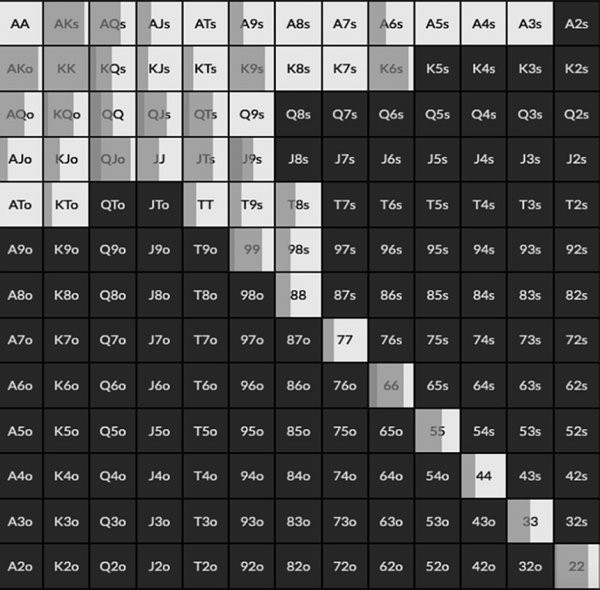 AA AKs AQs AJs ATs A9s A8s A7s A6s A5s A4s A3s A2s
AKo KK KQs KJs KTs K9s K8s K7s K6s K5s K4s K3s K2s
AQo KQo QQ QJs QTs Q9s Q8s Q7s Q6s Q5s Q4s Q3s Q2s
AJo KJo QJo JJ JTs J9s J8s J7s J6s J5s J4s J3s J2s
ATo KTo QTo JTo TT T9s T8s T7s T6s T5s T4s T3s T2s
A9o K9o Q9o J9o T9o 99 98s 97s 96s 95s 94s 93s 92s
A8o K8o Q8o J8o T8o 98o 88 87s 86s 85s 84s 83s 82s
A7o K7o Q7o J7o T7o 97o 87o 77 76s 75s 74s 73s 72s
A6o K6o Q6o J6o T6o 96o 86o 76o 66 65s 64s 63s 62s
A5o K5o Q5o J5o T5o 95o 85o 75o 65o 55 54s 53s 52s
A4o K4o Q4o J4o T4o 94o 84o 74o 64o 54o 44 43s 42s
A3o K3o Q3o J3o T3o 93o 83o 73o 63o 53o 43o 33 32s
A2o K2o Q2o J2o T2o 92o 82o 72o 62o 52o 42o 32o 22